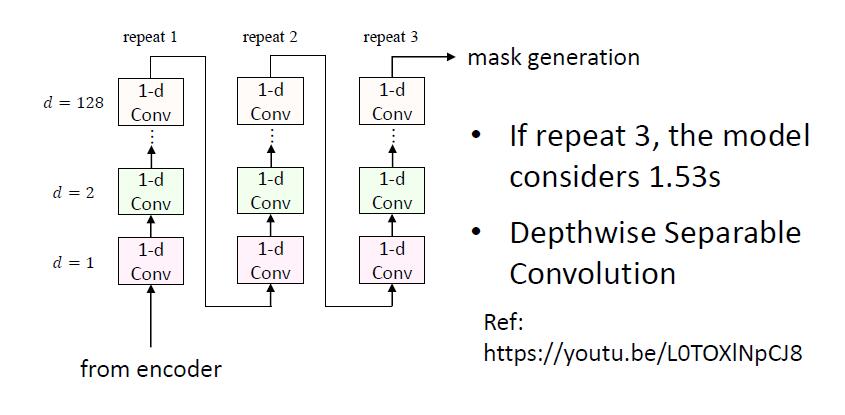 repeat 1
repeat 2
repeat 3
mask generation
d = 128
1-d
Conv
1-d
Conv
1-d
Conv
⋮
⋮
⋮
d = 2
1-d
Conv
1-d
Conv
1-d
Conv
d = 1
1-d
Conv
1-d
Conv
1-d
Conv
from encoder
• If repeat 3, the model
considers 1.53s
• Depthwise Separable
Convolution
Ref:
https://youtu.be/L0TOXlNpCJ8